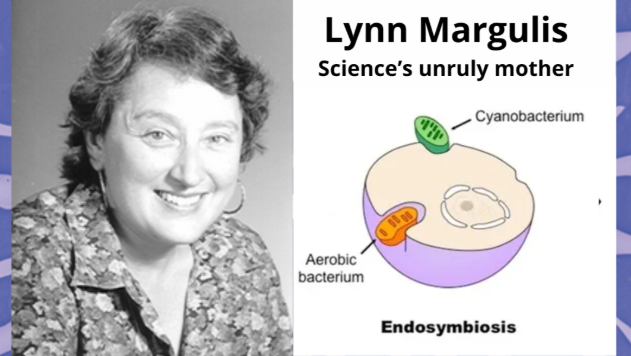 Lynn Margulis
Science's unruly mother
Cyanobacterium
Aerobic
bacterium
Endosymbiosis